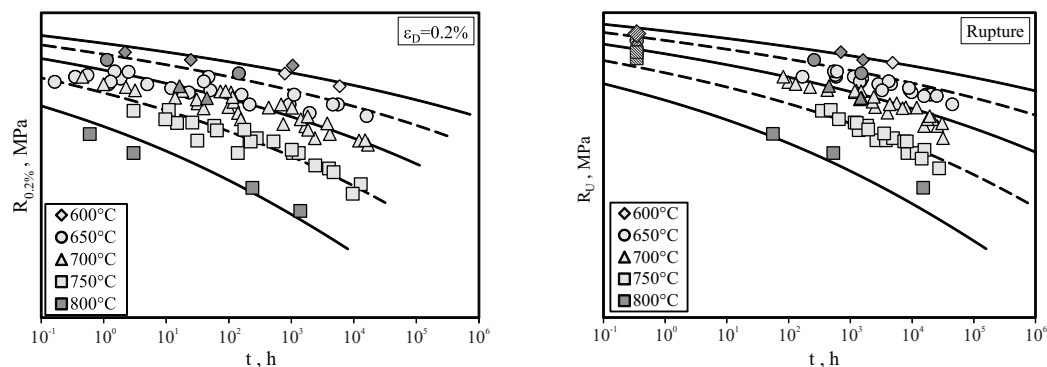 ε_D=0.2%
R_0.2% , MPa
600°C
650°C
700°C
750°C
800°C
10^-1 10^0 10^1 10^2 10^3 10^4 10^5 10^6
t , h
Rupture
R_U , MPa
600°C
650°C
700°C
750°C
800°C
10^-1 10^0 10^1 10^2 10^3 10^4 10^5 10^6
t , h